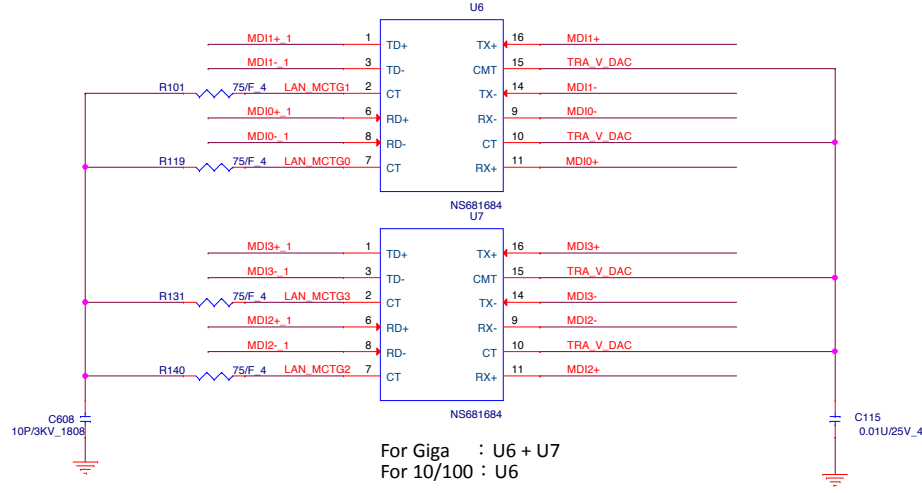 U6
MDI1+_1 1 TD+ TX+ 16 MDI1+
MDI1-_1 3 TD- CMT 15 TRA_V_DAC
R101 75/F_4 LAN_MCTG1 2 CT TX- 14 MDI1-
MDI0+_1 6 RD+ RX- 9 MDI0-
MDI0-_1 8 RD- CT 10 TRA_V_DAC
R119 75/F_4 LAN_MCTG0 7 CT RX+ 11 MDI0+
NS681684
U7
MDI3+_1 1 TD+ TX+ 16 MDI3+
MDI3-_1 3 TD- CMT 15 TRA_V_DAC
R131 75/F_4 LAN_MCTG3 2 CT TX- 14 MDI3-
MDI2+_1 6 RD+ RX- 9 MDI2-
MDI2-_1 8 RD- CT 10 TRA_V_DAC
R140 75/F_4 LAN_MCTG2 7 CT RX+ 11 MDI2+
NS681684
C608
10P/3KV_1808
C115
0.01U/25V_4
For Giga : U6 + U7
For 10/100 : U6